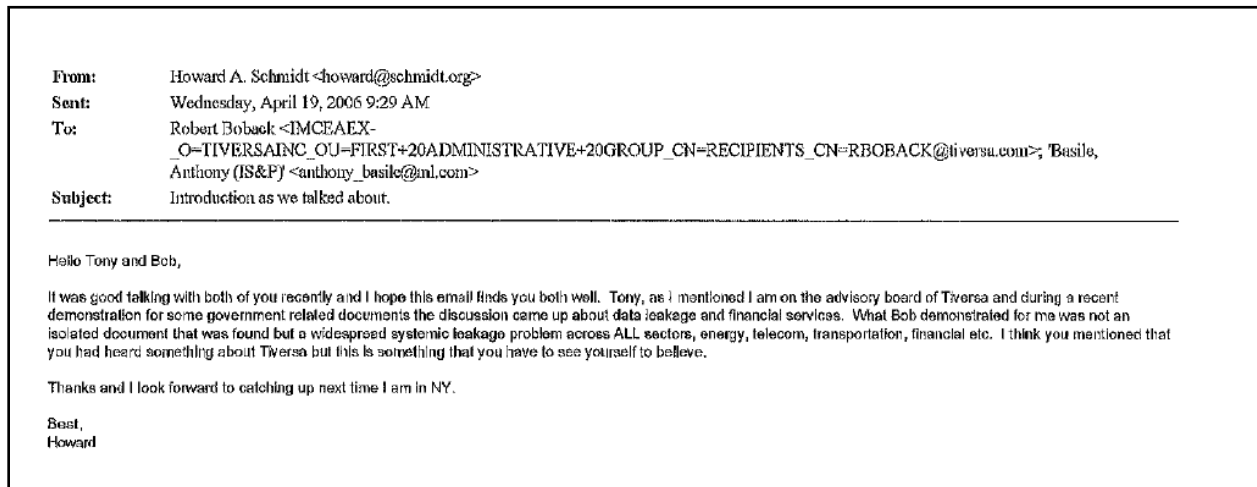 From: Howard A. Schmidt <howard@schmidt.org>
Sent: Wednesday, April 19, 2006 9:29 AM
To: Robert Boback <IMCEAEX-
_O=TIVERSAINC_OU=FIRST+20ADMINISTRATIVE+20GROUP_CN=RECIPIENTS_CN=RBOBACK@tiversa.com>; 'Basile,
Anthony (IS&P)' <anthony_basile@ml.com>
Subject: Introduction as we talked about.
Hello Tony and Bob,
It was good talking with both of you recently and I hope this email finds you both well. Tony, as I mentioned I am on the advisory board of Tiversa and during a recent
demonstration for some government related documents the discussion came up about data leakage and financial services. What Bob demonstrated for me was not an
isolated document that was found but a widespread systemic leakage problem across ALL sectors, energy, telecom, transportation, financial etc. I think you mentioned that
you had heard something about Tiversa but this is something that you have to see yourself to believe.
Thanks and I look forward to catching up next time I am in NY.
Best,
Howard